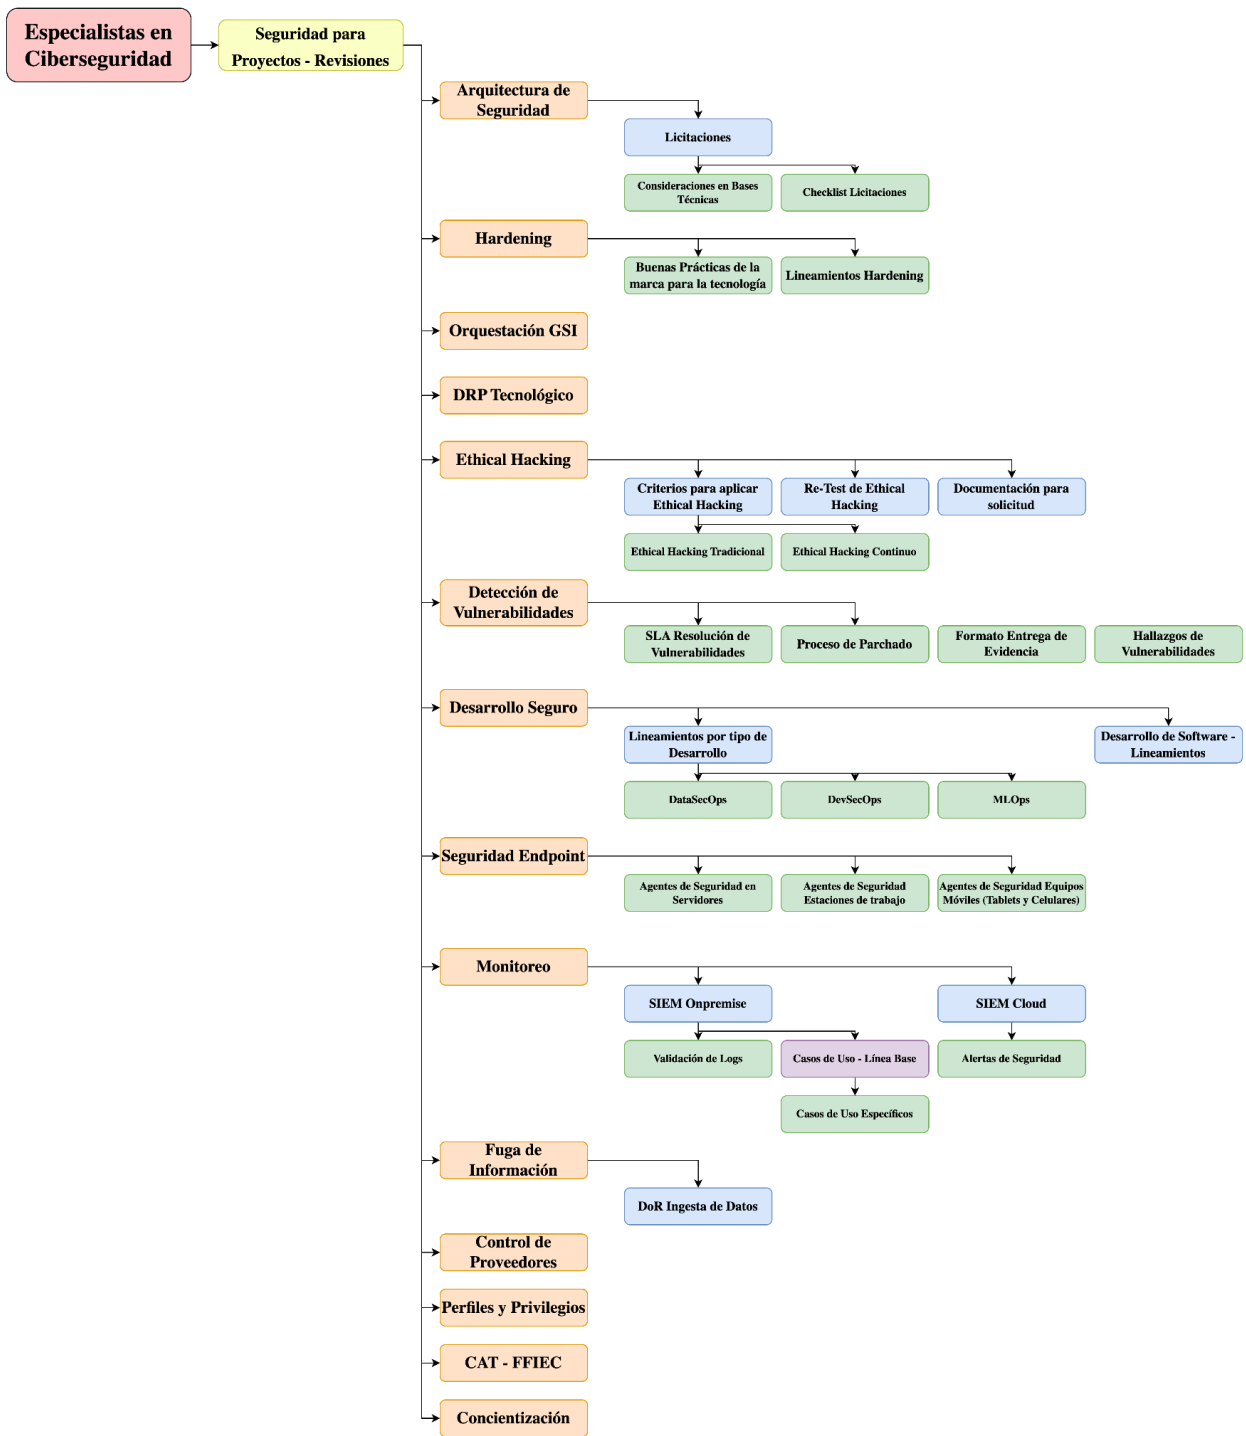 Especialistas en
Ciberseguridad
Seguridad para
Proyectos - Revisiones
Arquitectura de
Seguridad
Licitaciones
Consideraciones en Bases
Técnicas
Checklist Licitaciones
Hardening
Buenas Prácticas de la
marca para la tecnología
Lineamientos Hardening
Orquestación GSI
DRP Tecnológico
Ethical Hacking
Criterios para aplicar
Ethical Hacking
Re-Test de Ethical
Hacking
Documentación para
solicitud
Ethical Hacking Tradicional
Ethical Hacking Continuo
Detección de
Vulnerabilidades
SLA Resolución de
Vulnerabilidades
Proceso de Parchado
Formato Entrega de
Evidencia
Hallazgos de
Vulnerabilidades
Desarrollo Seguro
Lineamientos por tipo de
Desarrollo
Desarrollo de Software -
Lineamientos
DataSecOps
DevSecOps
MLOps
Seguridad Endpoint
Agentes de Seguridad en
Servidores
Agentes de Seguridad
Estaciones de trabajo
Agentes de Seguridad Equipos
Móviles (Tablets y Celulares)
Monitoreo
SIEM Onpremise
SIEM Cloud
Validación de Logs
Casos de Uso - Línea Base
Alertas de Seguridad
Casos de Uso Específicos
Fuga de
Información
DoR Ingesta de Datos
Control de
Proveedores
Perfiles y Privilegios
CAT - FFIEC
Concientización